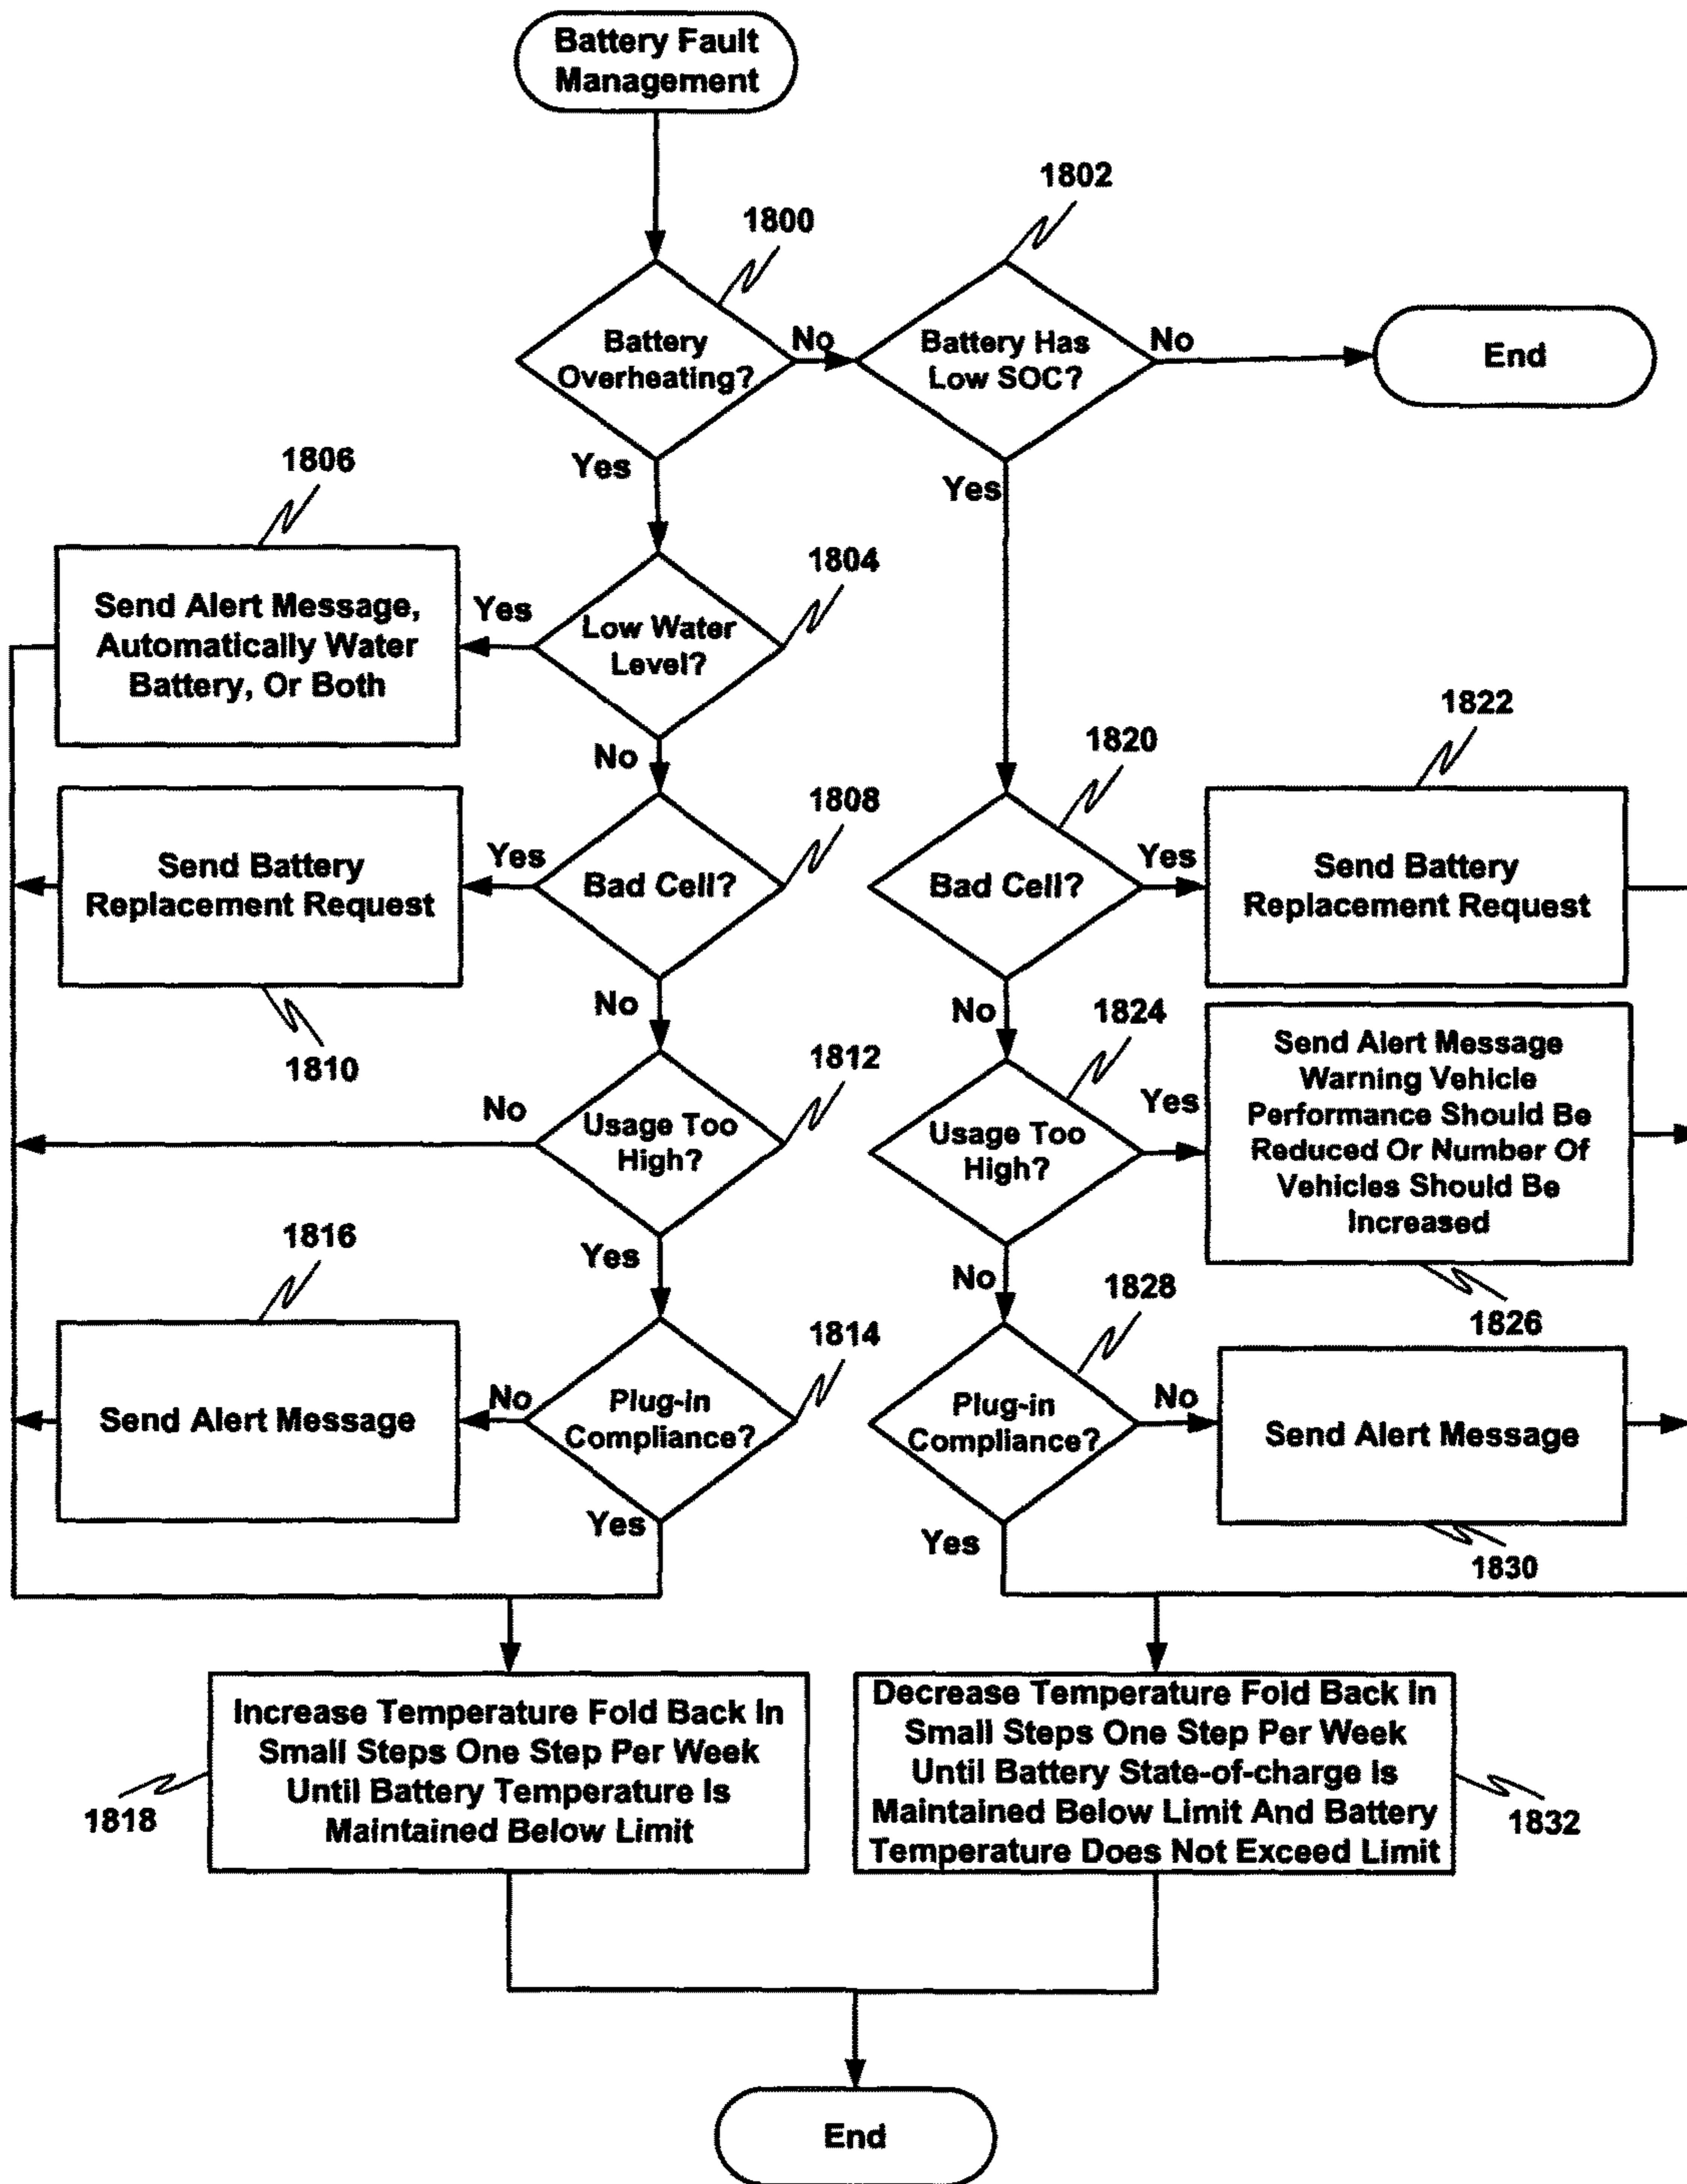 Battery Fault
Management
1802
1800
Battery
Overheating?
No
Battery Has
Low SOC?
No
End
Yes
Yes
1806
1804
Send Alert Message,
Automatically Water
Battery, Or Both
Yes
Low Water
Level?
No
1822
1820
1808
Send Battery
Replacement Request
Yes
Bad Cell?
Bad Cell?
Yes
Send Battery
Replacement Request
No
No
1810
1812
1824
No
Usage Too
High?
Usage Too
High?
Yes
Send Alert Message
Warning Vehicle
Performance Should Be
Reduced Or Number Of
Vehicles Should Be
Increased
1826
Yes
No
1816
1814
1828
Send Alert Message
No
Plug-in
Compliance?
Plug-in
Compliance?
No
Send Alert Message
1830
Yes
Yes
Increase Temperature Fold Back In
Small Steps One Step Per Week
Until Battery Temperature Is
Maintained Below Limit
1818
Decrease Temperature Fold Back In
Small Steps One Step Per Week
Until Battery State-of-charge Is
Maintained Below Limit And Battery
Temperature Does Not Exceed Limit
1832
End